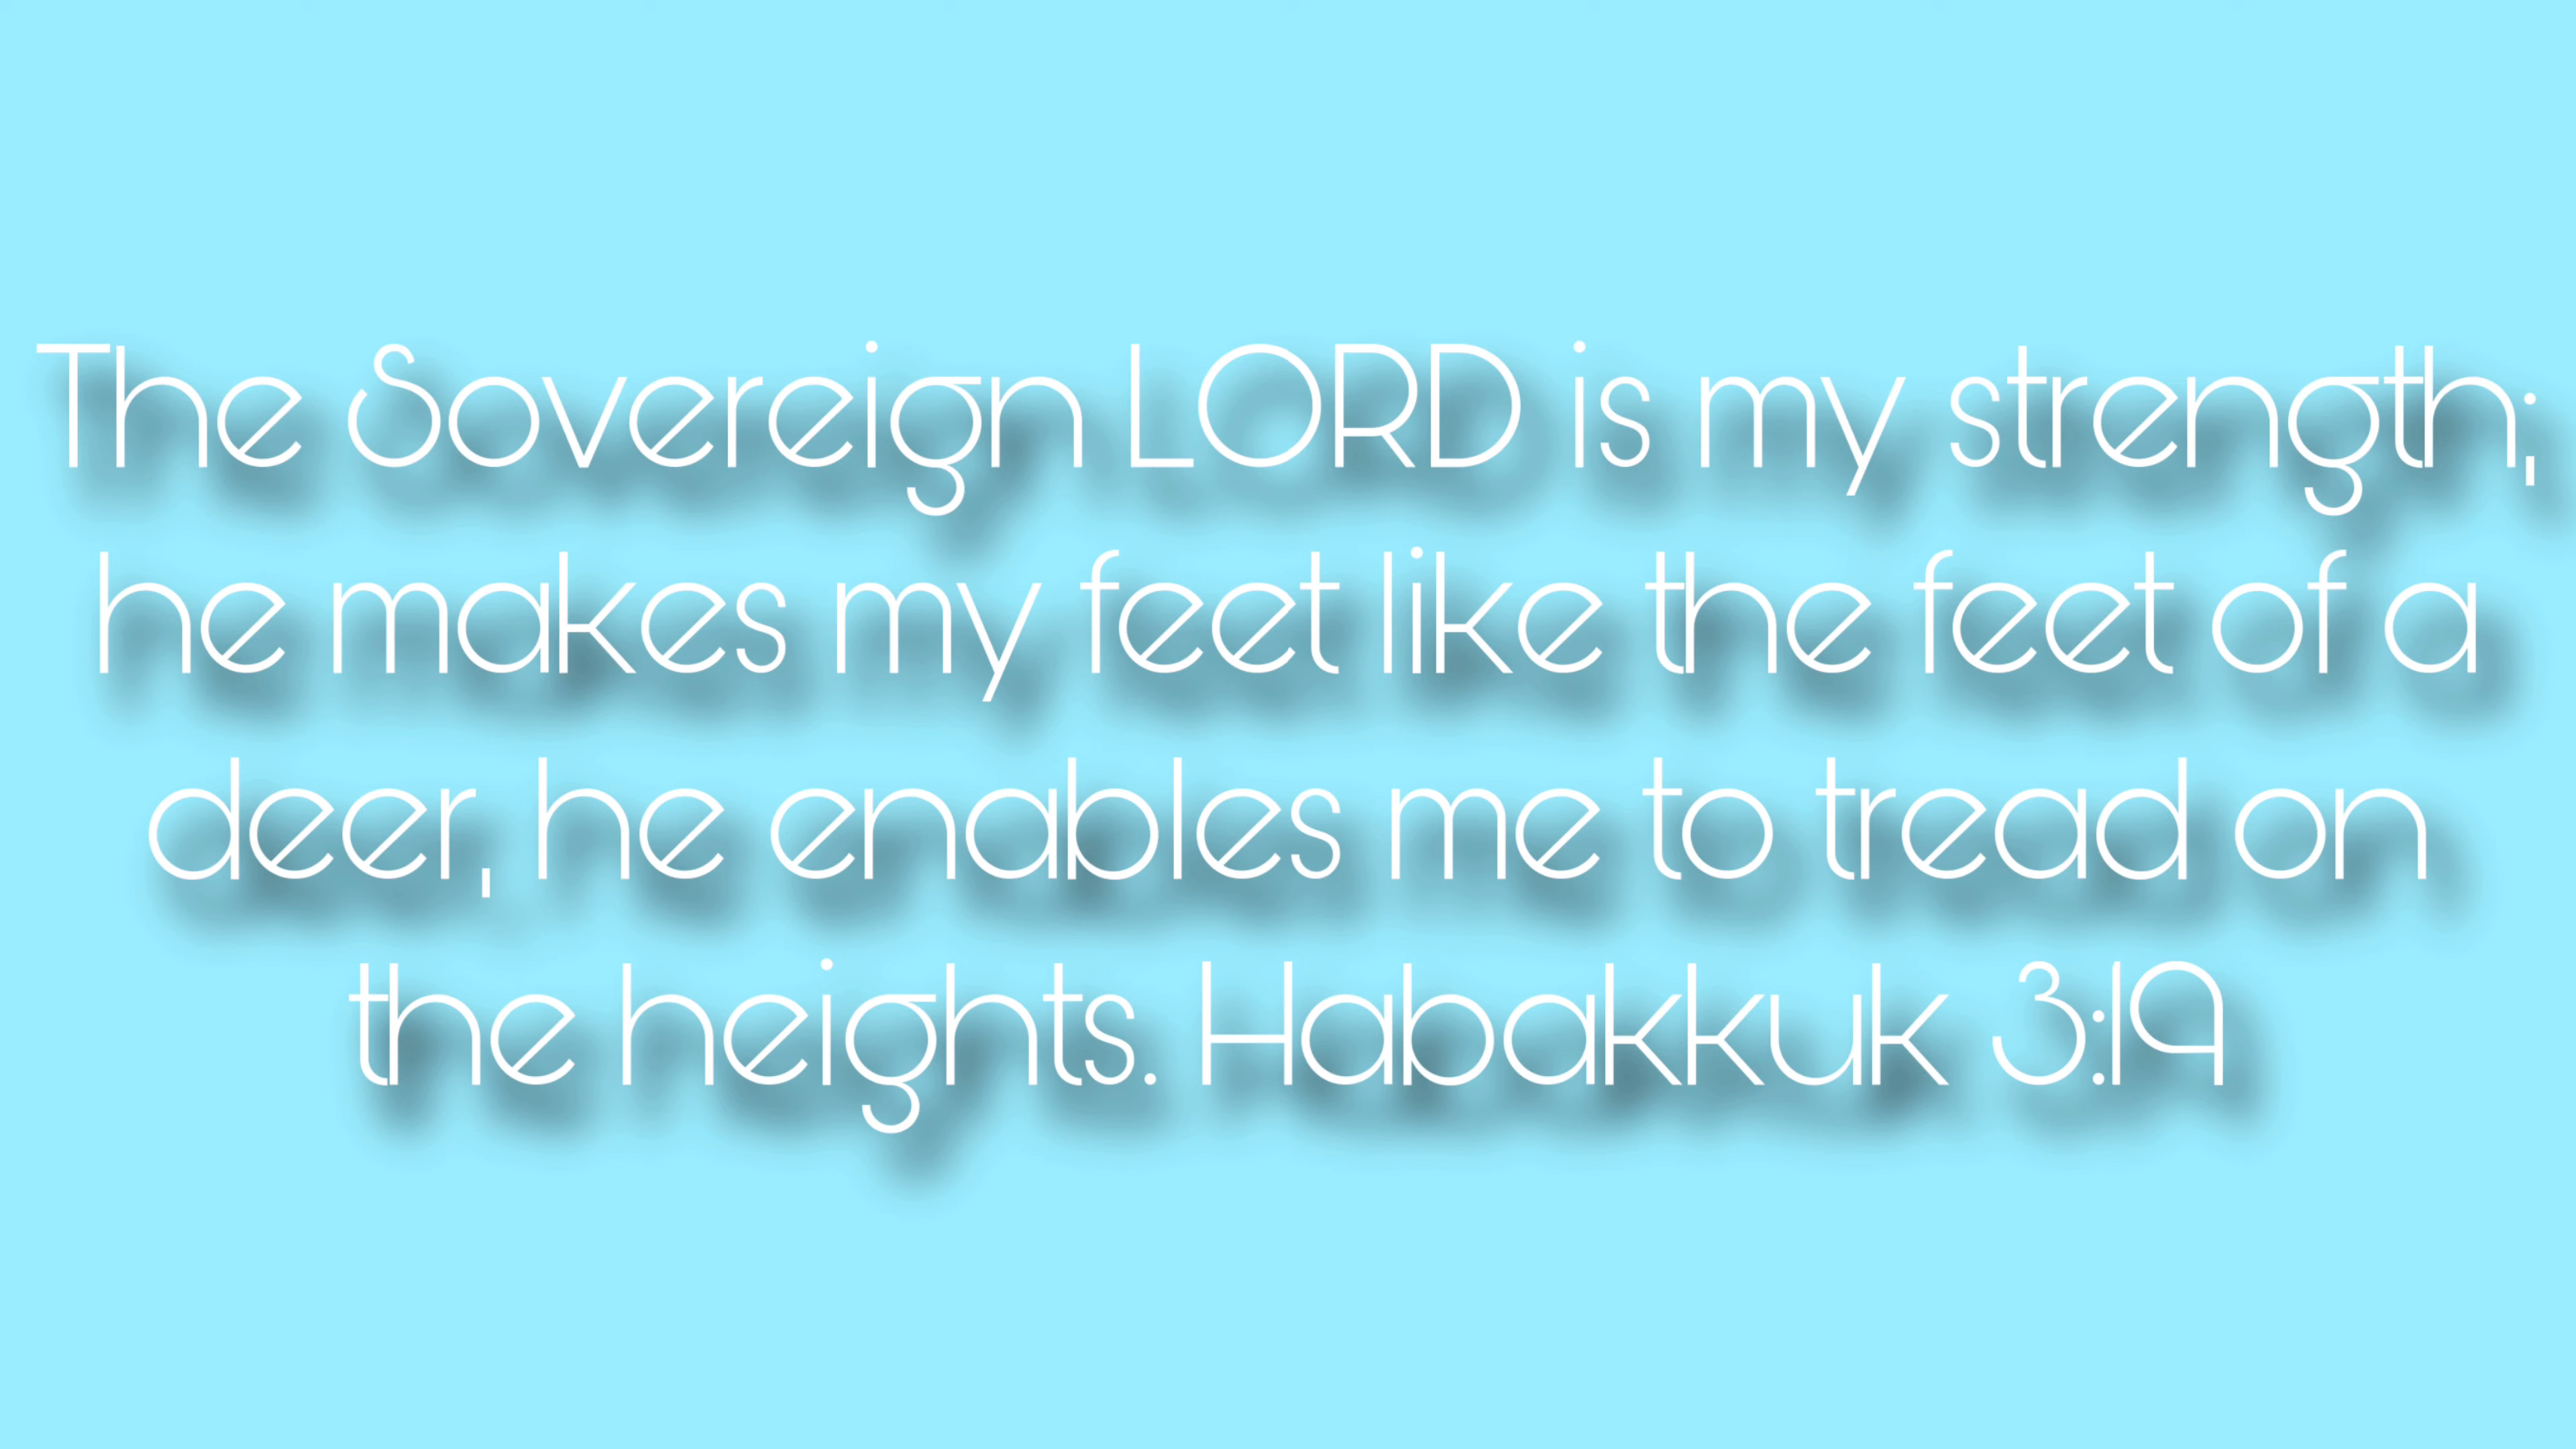 The Sovereign LORD is my strength;
he makes my feet like the feet of a
deer, he enables me to tread on
the heights. Habakkuk 3:19